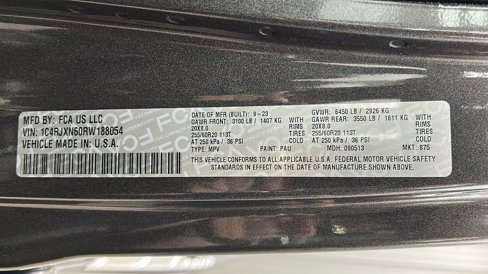 MFD BY: FCA US LLC
VIN: 1C4RJXN60RW188054
VEHICLE MADE IN: U.S.A.
DATE OF MFR (BUILT): 9-23 GVWR: 6450 LB / 2926 KG
GAWR FRONT: 3100 LB / 1407 KG WITH GAWR REAR: 3550 LB / 1611 KG WITH
20X8.0 RIMS 20X8.0 RIMS
255/60R20 113T TIRES 255/60R20 113T TIRES
AT 250 kPa / 36 PSI COLD AT 250 kPa / 36 PSI COLD
TYPE: MPV PAINT: PAU MDH: 090513 MKT: 875
THIS VEHICLE CONFORMS TO ALL APPLICABLE U.S.A. FEDERAL MOTOR VEHICLE SAFETY
STANDARDS IN EFFECT ON THE DATE OF MANUFACTURE SHOWN ABOVE.